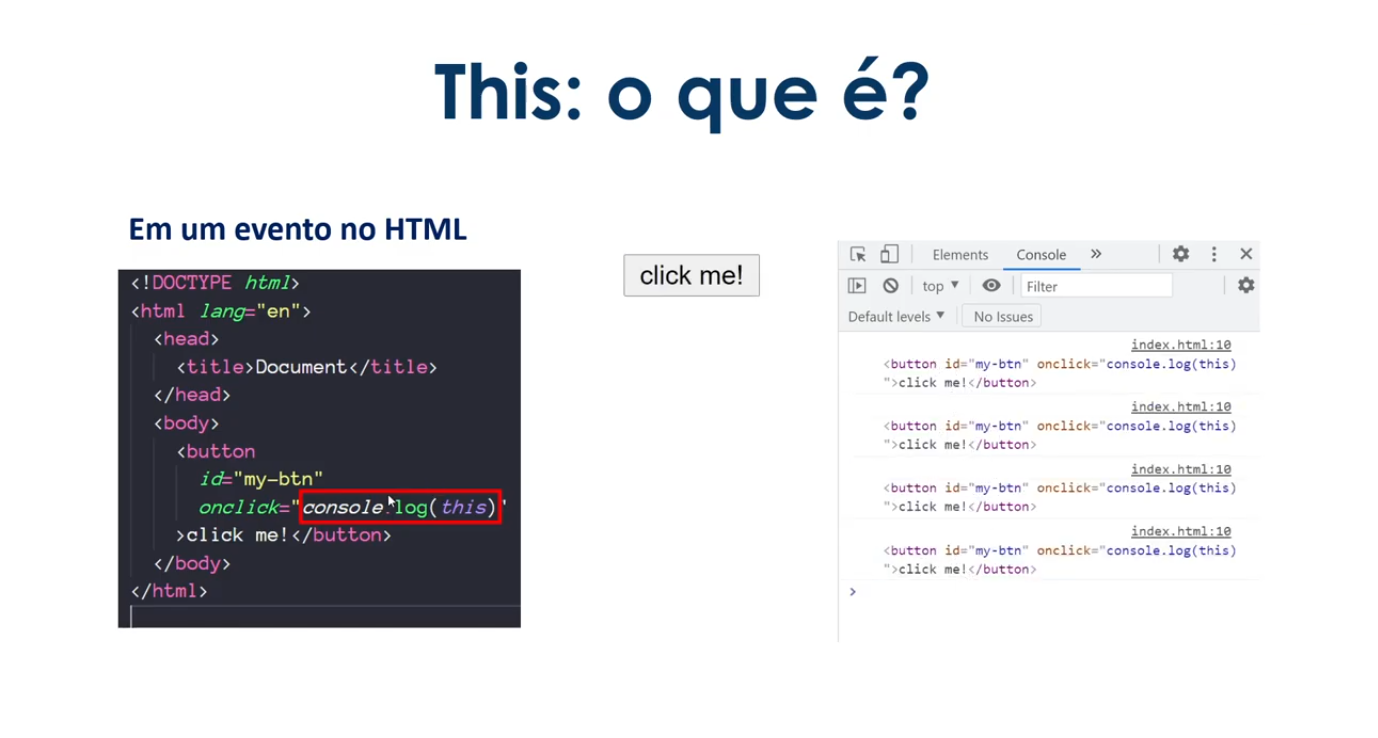 This: o que é?
Em um evento no HTML
<!DOCTYPE html>
<html lang="en">
<head>
<title>Document</title>
</head>
<body>
<button
id="my-btn"
onclick="console.log(this)"
>click me!</button>
</body>
</html>
click me!
Elements Console »
top ▼ Filter
Default levels ▼ No Issues
index.html:10
<button id="my-btn" onclick="console.log(this)
">click me!</button>
index.html:10
<button id="my-btn" onclick="console.log(this)
">click me!</button>
index.html:10
<button id="my-btn" onclick="console.log(this)
">click me!</button>
index.html:10
<button id="my-btn" onclick="console.log(this)
">click me!</button>
>